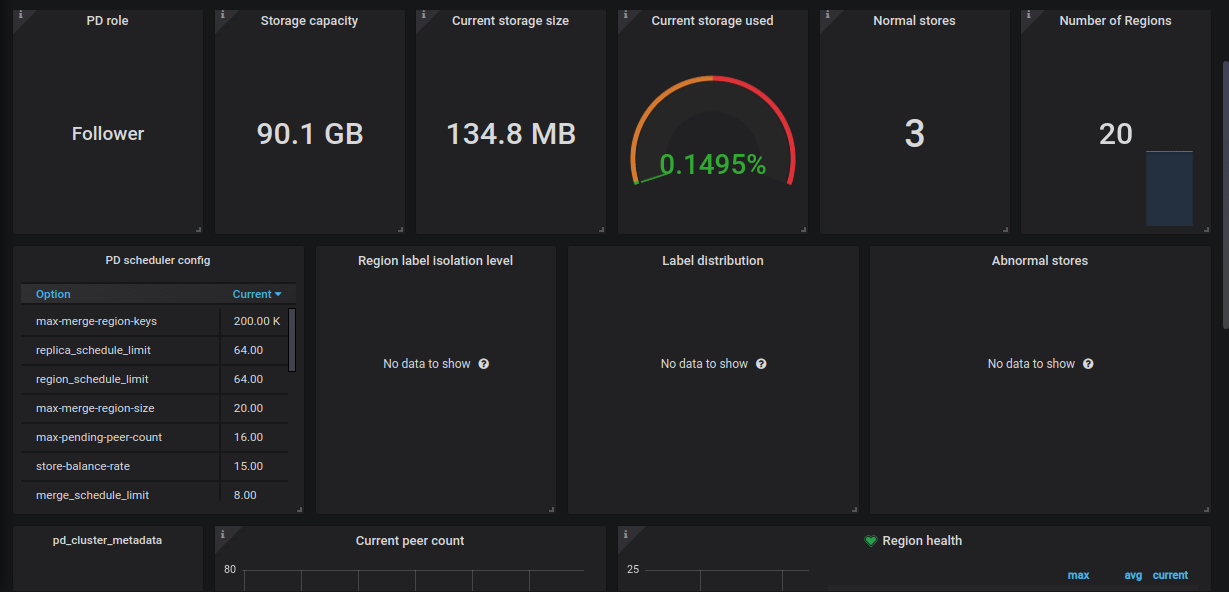 PD role
Storage capacity
Current storage size
Current storage used
Normal stores
Number of Regions
Follower
90.1 GB
134.8 MB
0.1495%
3
20
PD scheduler config
Option Current
max-merge-region-keys 200.00 K
replica_schedule_limit 64.00
region_schedule_limit 64.00
max-merge-region-size 20.00
max-pending-peer-count 16.00
store-balance-rate 15.00
merge_schedule_limit 8.00
Region label isolation level
No data to show
Label distribution
No data to show
Abnormal stores
No data to show
pd_cluster_metadata
Current peer count
80
Region health
25
max avg current